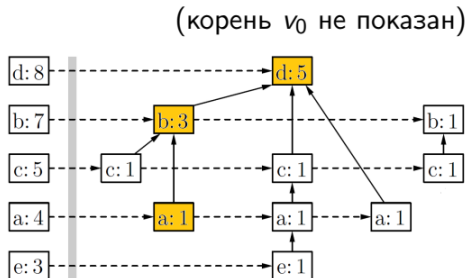 (корень v₀ не показан)
d: 8 d: 5
b: 7 b: 3 b: 1
c: 5 c: 1 c: 1 c: 1
a: 4 a: 1 a: 1 a: 1
e: 3 e: 1